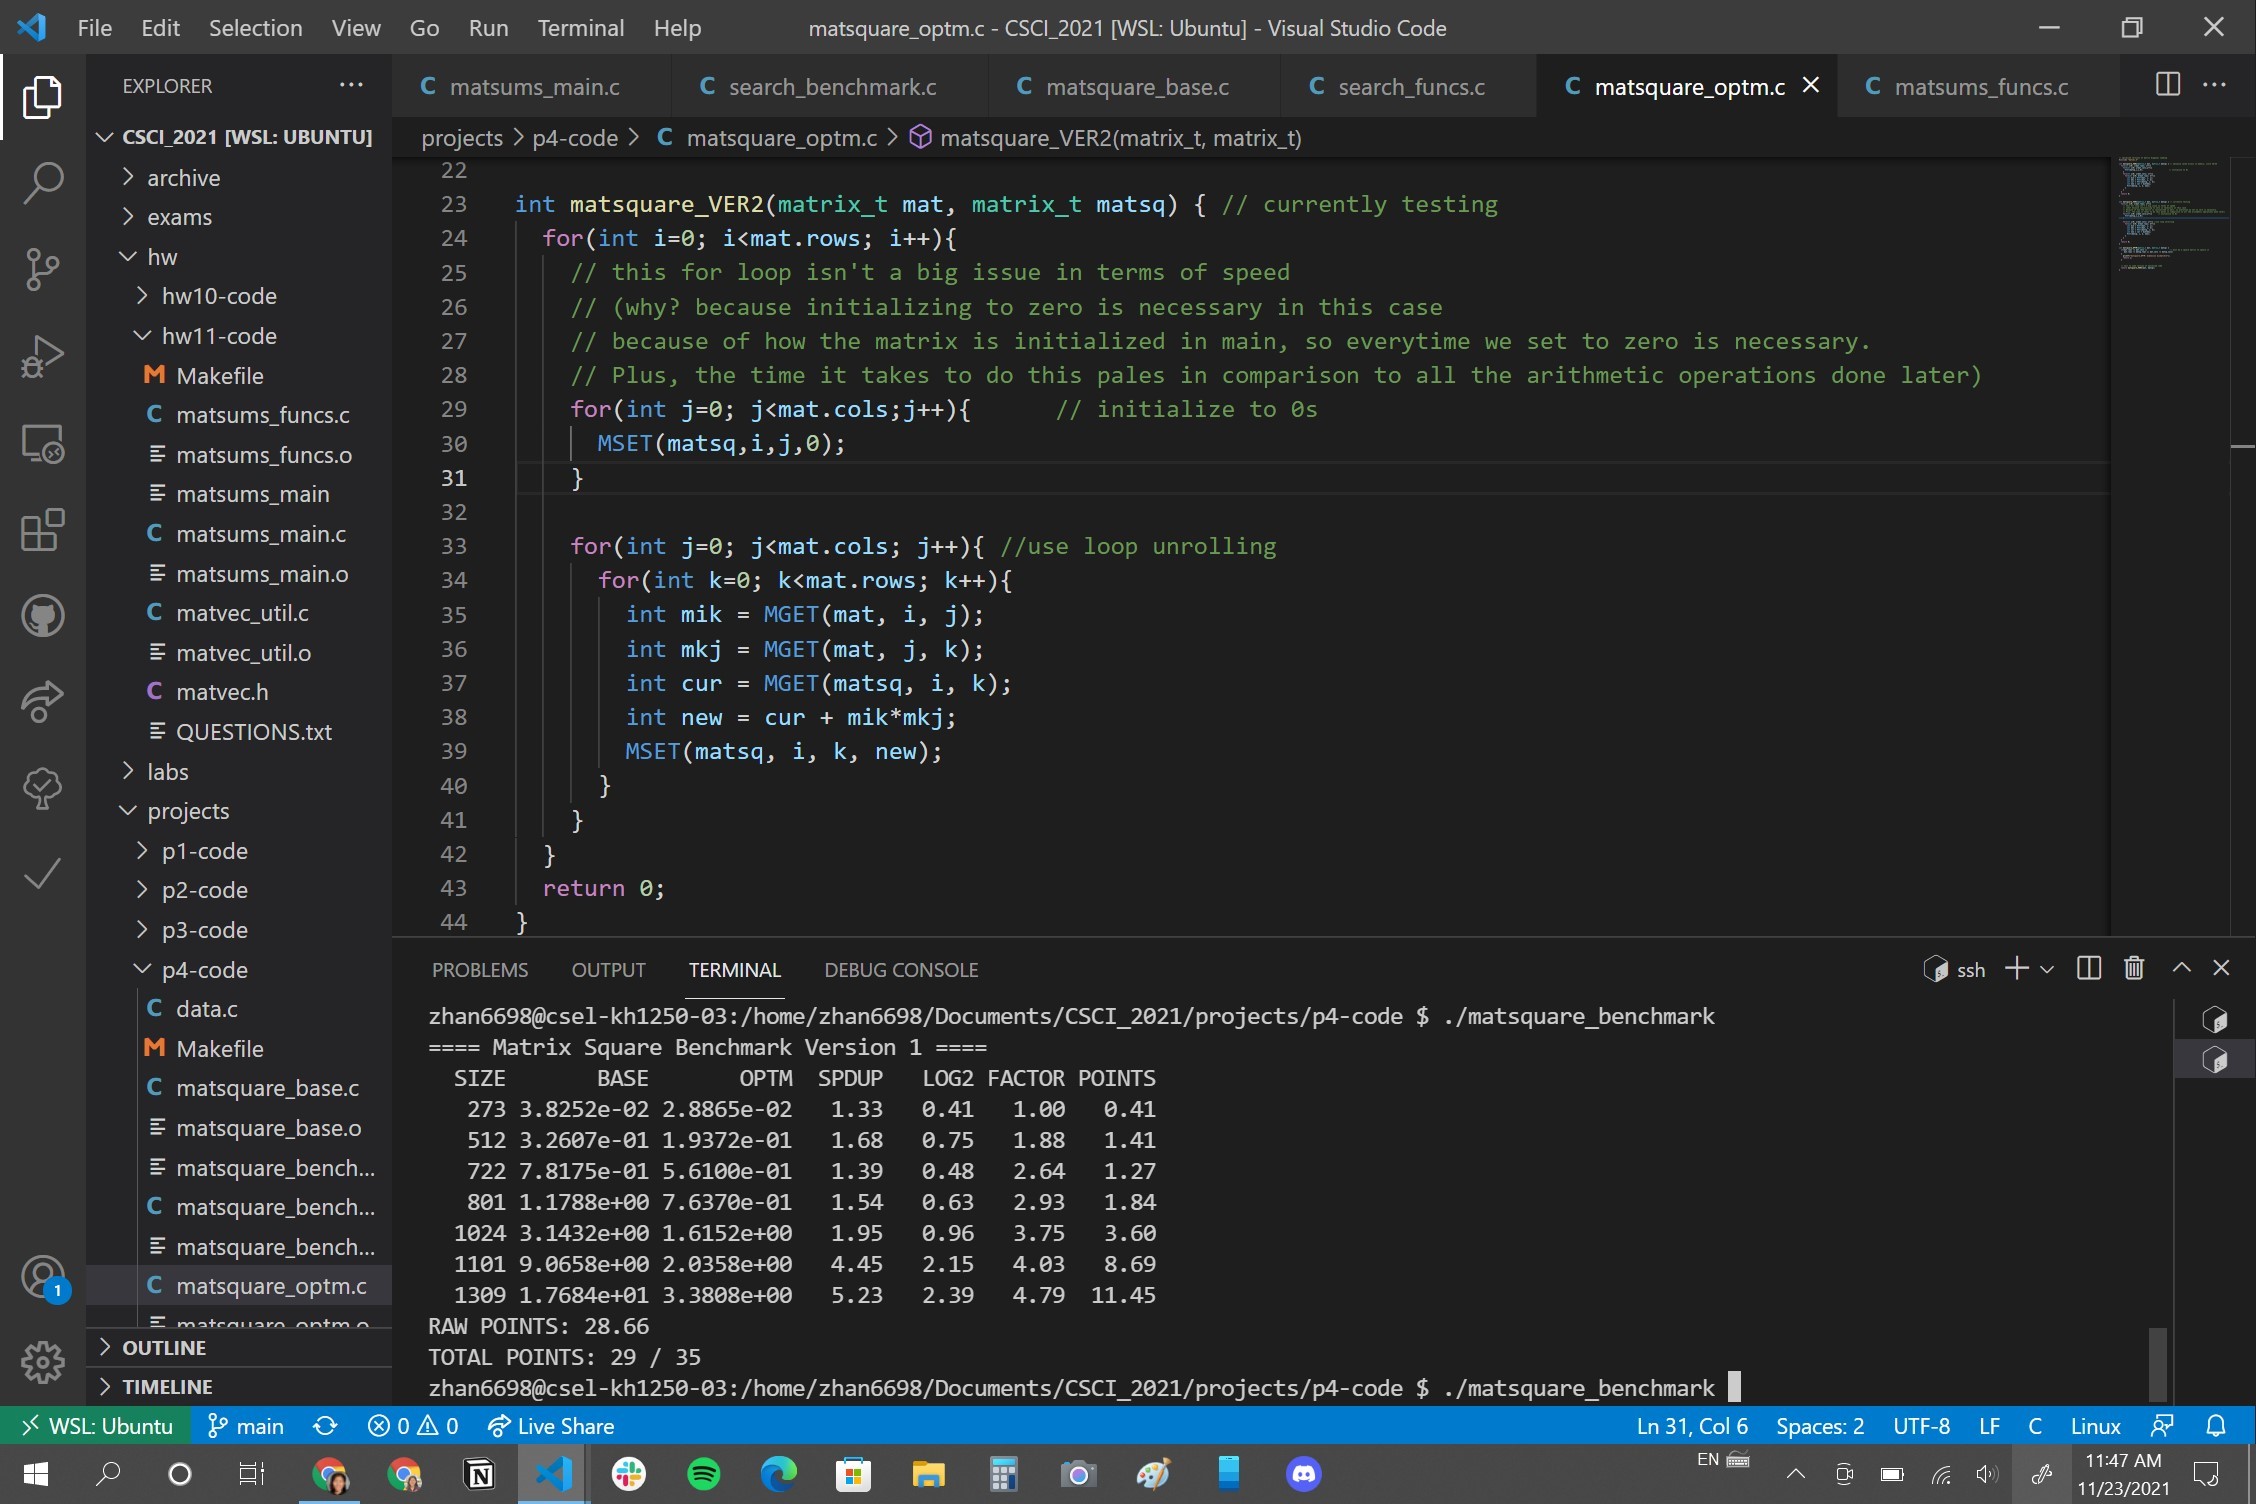 File Edit Selection View Go Run Terminal Help
matsquare_optm.c - CSCI_2021 [WSL: Ubuntu] - Visual Studio Code
EXPLORER
CSCI_2021 [WSL: UBUNTU]
archive
exams
hw
hw10-code
hw11-code
M Makefile
C matsums_funcs.c
matsums_funcs.o
matsums_main
C matsums_main.c
matsums_main.o
C matvec_util.c
matvec_util.o
C matvec.h
QUESTIONS.txt
labs
projects
p1-code
p2-code
p3-code
p4-code
C data.c
M Makefile
C matsquare_base.c
matsquare_base.o
matsquare_bench...
C matsquare_bench...
matsquare_bench...
C matsquare_optm.c
matsquare_optm.o
OUTLINE
TIMELINE
1
C matsums_main.c C search_benchmark.c C matsquare_base.c C search_funcs.c C matsquare_optm.c C matsums_funcs.c
projects > p4-code > C matsquare_optm.c > matsquare_VER2(matrix_t, matrix_t)
22
23 int matsquare_VER2(matrix_t mat, matrix_t matsq) { // currently testing
24 for(int i=0; i<mat.rows; i++){
25 // this for loop isn't a big issue in terms of speed
26 // (why? because initializing to zero is necessary in this case
27 // because of how the matrix is initialized in main, so everytime we set to zero is necessary.
28 // Plus, the time it takes to do this pales in comparison to all the arithmetic operations done later)
29 for(int j=0; j<mat.cols;j++){ // initialize to 0s
30 MSET(matsq,i,j,0);
31 }
32
33 for(int j=0; j<mat.cols; j++){ //use loop unrolling
34 for(int k=0; k<mat.rows; k++){
35 int mik = MGET(mat, i, j);
36 int mkj = MGET(mat, j, k);
37 int cur = MGET(matsq, i, k);
38 int new = cur + mik*mkj;
39 MSET(matsq, i, k, new);
40 }
41 }
42 }
43 return 0;
44 }
PROBLEMS OUTPUT TERMINAL DEBUG CONSOLE
ssh
zhan6698@csel-kh1250-03:/home/zhan6698/Documents/CSCI_2021/projects/p4-code $ ./matsquare_benchmark
==== Matrix Square Benchmark Version 1 ====
SIZE BASE OPTM SPDUP LOG2 FACTOR POINTS
273 3.8252e-02 2.8865e-02 1.33 0.41 1.00 0.41
512 3.2607e-01 1.9372e-01 1.68 0.75 1.88 1.41
722 7.8175e-01 5.6100e-01 1.39 0.48 2.64 1.27
801 1.1788e+00 7.6370e-01 1.54 0.63 2.93 1.84
1024 3.1432e+00 1.6152e+00 1.95 0.96 3.75 3.60
1101 9.0658e+00 2.0358e+00 4.45 2.15 4.03 8.69
1309 1.7684e+01 3.3808e+00 5.23 2.39 4.79 11.45
RAW POINTS: 28.66
TOTAL POINTS: 29 / 35
zhan6698@csel-kh1250-03:/home/zhan6698/Documents/CSCI_2021/projects/p4-code $ ./matsquare_benchmark
WSL: Ubuntu main 0 0 Live Share
Ln 31, Col 6 Spaces: 2 UTF-8 LF C Linux
EN
11:47 AM
11/23/2021